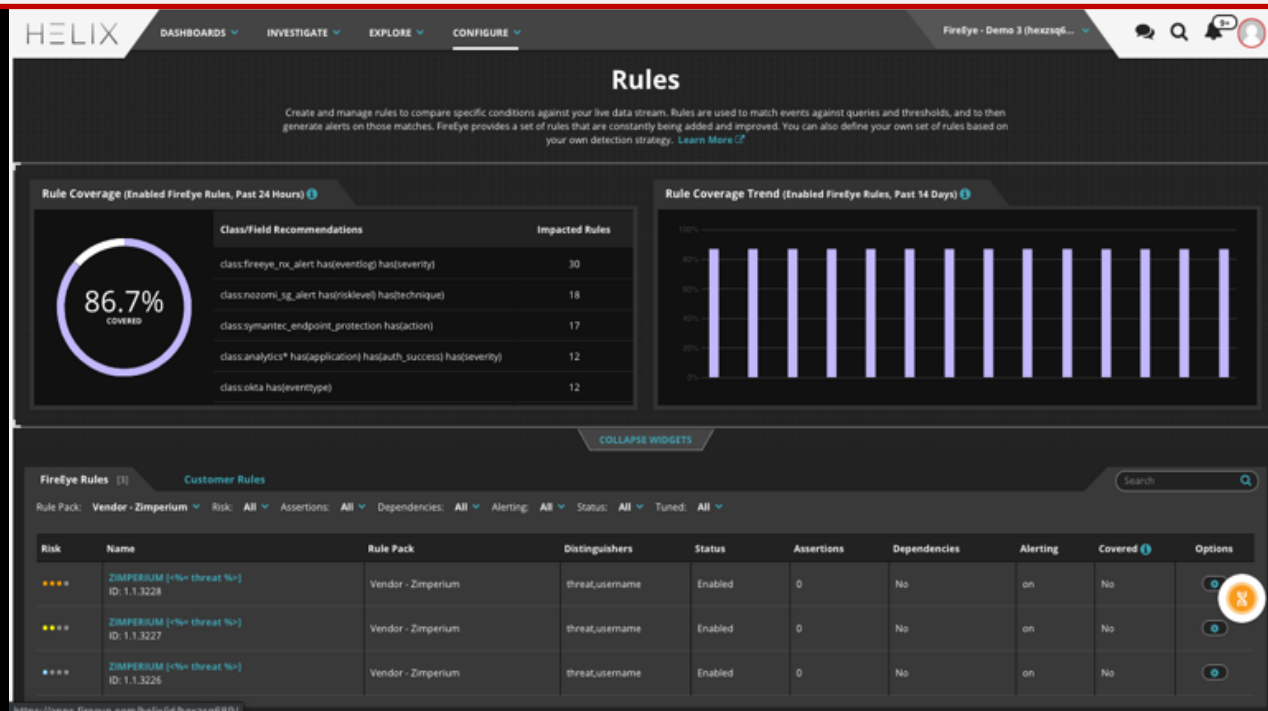 HELIX
DASHBOARDS INVESTIGATE EXPLORE CONFIGURE
FireEye - Demo 3 (hexzsq6...
9+
Rules
Create and manage rules to compare specific conditions against your live data stream. Rules are used to match events against queries and thresholds, and to then
generate alerts on those matches. FireEye provides a set of rules that are constantly being added and improved. You can also define your own set of rules based on
your own detection strategy. Learn More
Rule Coverage (Enabled FireEye Rules, Past 24 Hours)
86.7%
COVERED
Class/Field Recommendations Impacted Rules
class:fireeye_nx_alert has(eventlog) has(severity) 30
class:nozomi_sg_alert has(risklevel) has(technique) 18
class:symantec_endpoint_protection has(action) 17
class:analytics* has(application) has(auth_success) has(severity) 12
class:okta has(eventtype) 12
Rule Coverage Trend (Enabled FireEye Rules, Past 14 Days)
100%
80%
60%
40%
20%
0%
COLLAPSE WIDGETS
FireEye Rules [3] Customer Rules
Search
Rule Pack: Vendor - Zimperium Risk: All Assertions: All Dependencies: All Alerting: All Status: All Tuned: All
Risk Name Rule Pack Distinguishers Status Assertions Dependencies Alerting Covered Options
ZIMPERIUM [<%= threat %>]
ID: 1.1.3228
Vendor - Zimperium threat,username Enabled 0 No on No
ZIMPERIUM [<%= threat %>]
ID: 1.1.3227
Vendor - Zimperium threat,username Enabled 0 No on No
ZIMPERIUM [<%= threat %>]
ID: 1.1.3226
Vendor - Zimperium threat,username Enabled 0 No on No